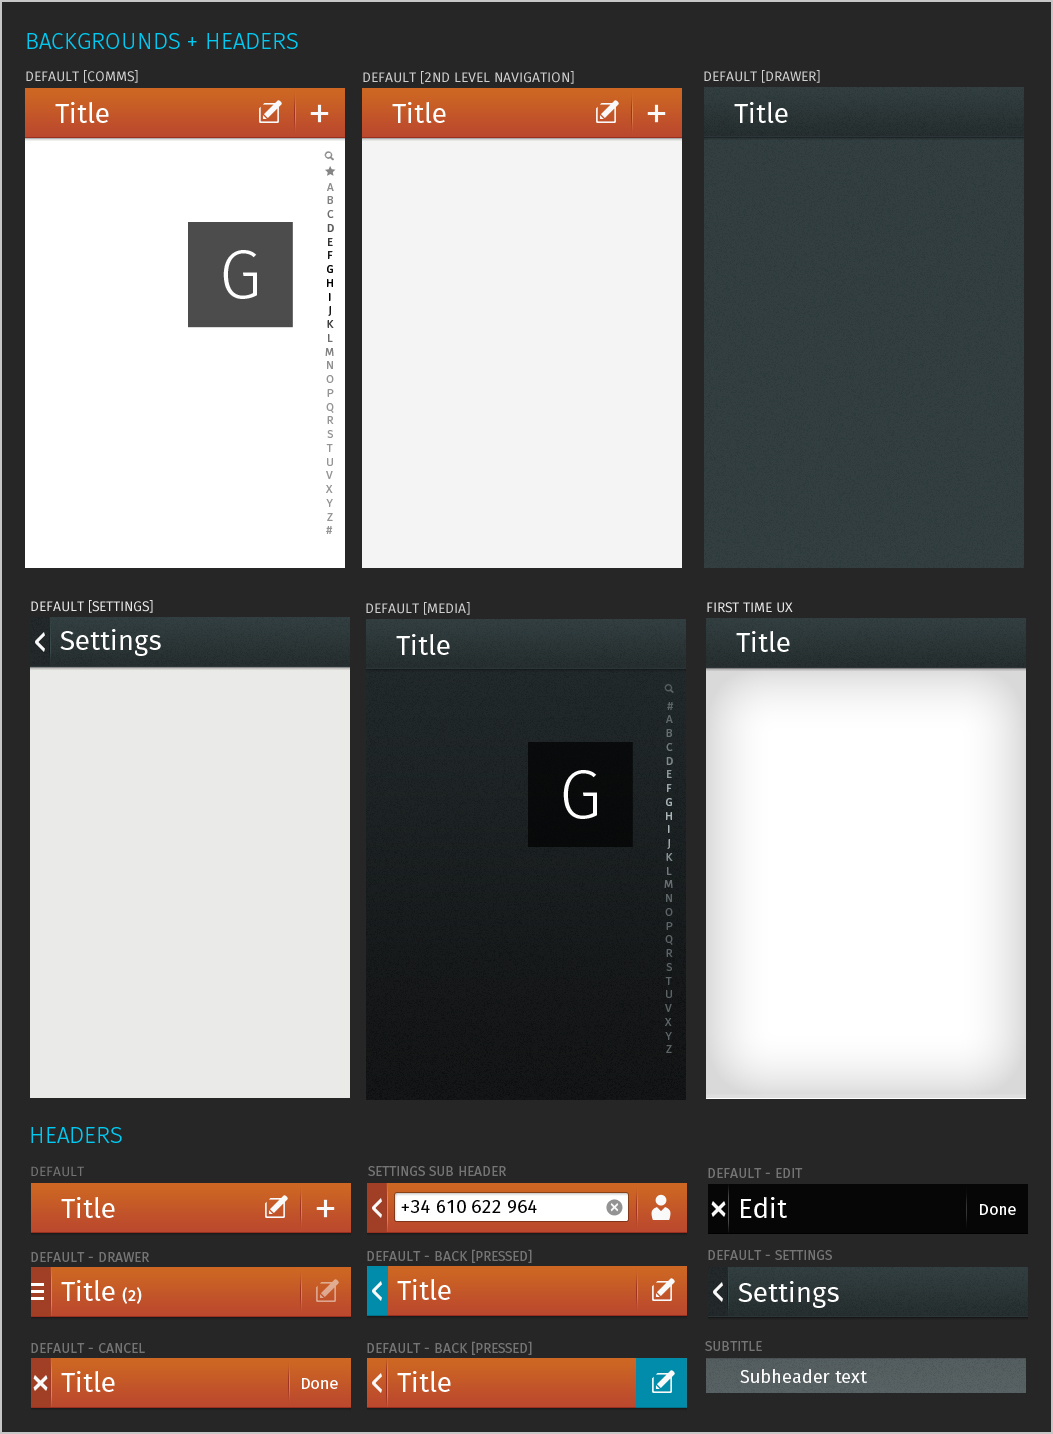 BACKGROUNDS + HEADERS
DEFAULT [COMMS]
Title
A
B
C
D
E
F
G
H
I
J
K
L
M
N
O
P
Q
R
S
T
U
V
X
Y
Z
#
G
DEFAULT [2ND LEVEL NAVIGATION]
Title
DEFAULT [DRAWER]
Title
DEFAULT [SETTINGS]
Settings
DEFAULT [MEDIA]
Title
#
A
B
C
D
E
F
G
H
I
J
K
L
M
N
O
P
Q
R
S
T
U
V
X
Y
Z
G
FIRST TIME UX
Title
HEADERS
DEFAULT
Title
SETTINGS SUB HEADER
+34 610 622 964
DEFAULT - EDIT
Edit Done
DEFAULT - DRAWER
Title (2)
DEFAULT - BACK [PRESSED]
Title
DEFAULT - SETTINGS
Settings
DEFAULT - CANCEL
Title Done
DEFAULT - BACK [PRESSED]
Title
SUBTITLE
Subheader text